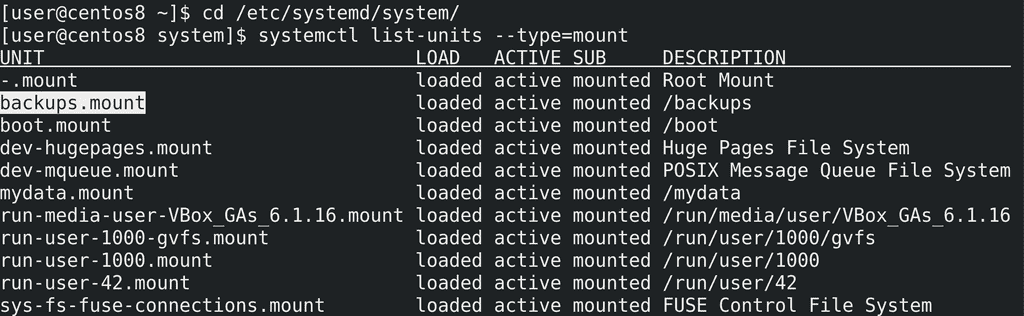 [user@centos8 ~]$ cd /etc/systemd/system/
[user@centos8 system]$ systemctl list-units --type=mount
UNIT LOAD ACTIVE SUB DESCRIPTION
-.mount loaded active mounted Root Mount
backups.mount loaded active mounted /backups
boot.mount loaded active mounted /boot
dev-hugepages.mount loaded active mounted Huge Pages File System
dev-mqueue.mount loaded active mounted POSIX Message Queue File System
mydata.mount loaded active mounted /mydata
run-media-user-VBox_GAs_6.1.16.mount loaded active mounted /run/media/user/VBox_GAs_6.1.16
run-user-1000-gvfs.mount loaded active mounted /run/user/1000/gvfs
run-user-1000.mount loaded active mounted /run/user/1000
run-user-42.mount loaded active mounted /run/user/42
sys-fs-fuse-connections.mount loaded active mounted FUSE Control File System